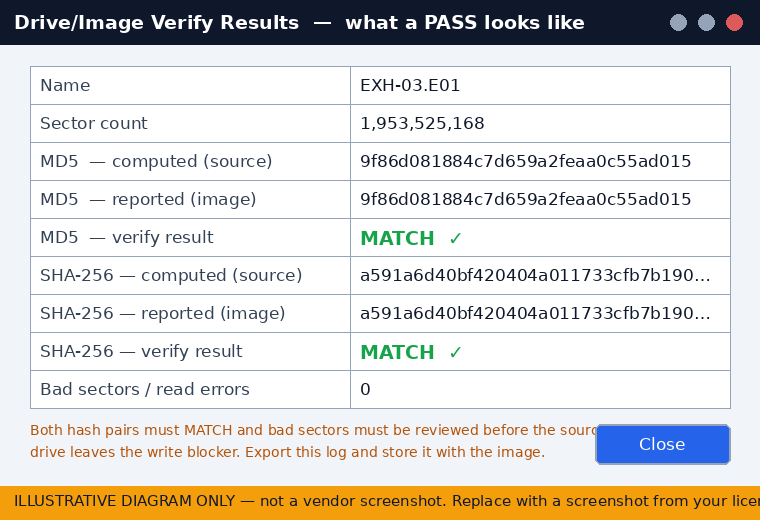 Drive/Image Verify Results — what a PASS looks like
Name EXH-03.E01
Sector count 1,953,525,168
MD5 — computed (source) 9f86d081884c7d659a2feaa0c55ad015
MD5 — reported (image) 9f86d081884c7d659a2feaa0c55ad015
MD5 — verify result MATCH ✓
SHA-256 — computed (source) a591a6d40bf420404a011733cfb7b190…
SHA-256 — reported (image) a591a6d40bf420404a011733cfb7b190…
SHA-256 — verify result MATCH ✓
Bad sectors / read errors 0
Both hash pairs must MATCH and bad sectors must be reviewed before the
drive leaves the write blocker. Export this log and store it with the image.
Close
ILLUSTRATIVE DIAGRAM ONLY — not a vendor screenshot. Replace with a screenshot from your